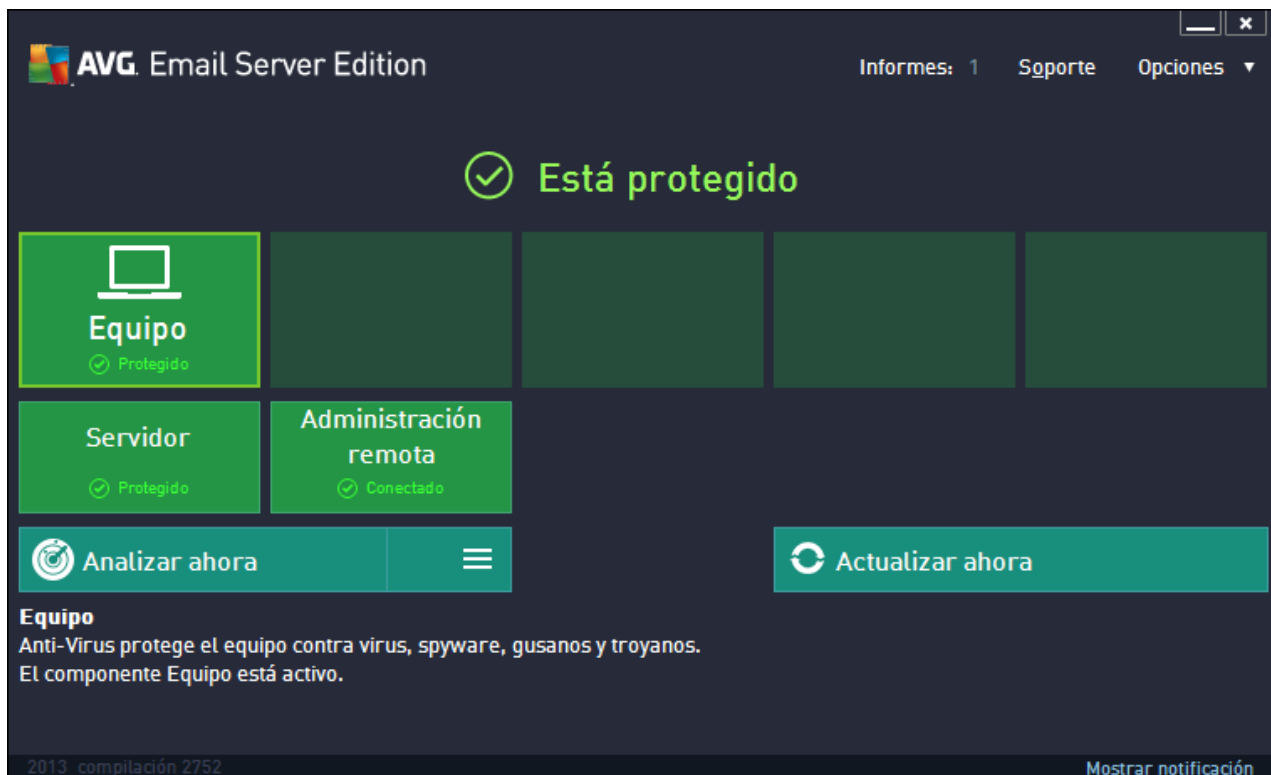 AVG. Email Server Edition
Informes: 1 Soporte Opciones
Está protegido
Equipo
Protegido
Servidor
Protegido
Administración
remota
Conectado
Analizar ahora
Actualizar ahora
Equipo
Anti-Virus protege el equipo contra virus, spyware, gusanos y troyanos.
El componente Equipo está activo.
2013 compilación 2752
Mostrar notificación